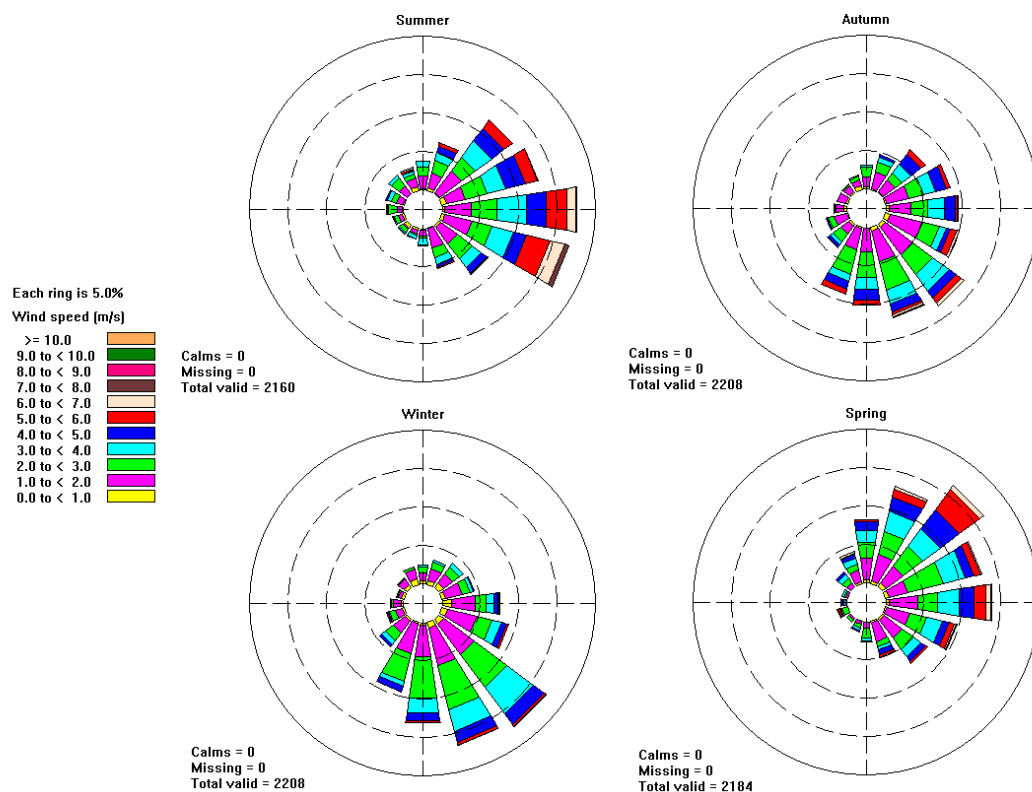 Summer
Autumn
Each ring is 5.0%
Wind speed (m/s)
>= 10.0
9.0 to < 10.0
8.0 to < 9.0
7.0 to < 8.0
6.0 to < 7.0
5.0 to < 6.0
4.0 to < 5.0
3.0 to < 4.0
2.0 to < 3.0
1.0 to < 2.0
0.0 to < 1.0
Calms = 0
Missing = 0
Total valid = 2160
Calms = 0
Missing = 0
Total valid = 2208
Winter
Spring
Calms = 0
Missing = 0
Total valid = 2208
Calms = 0
Missing = 0
Total valid = 2184